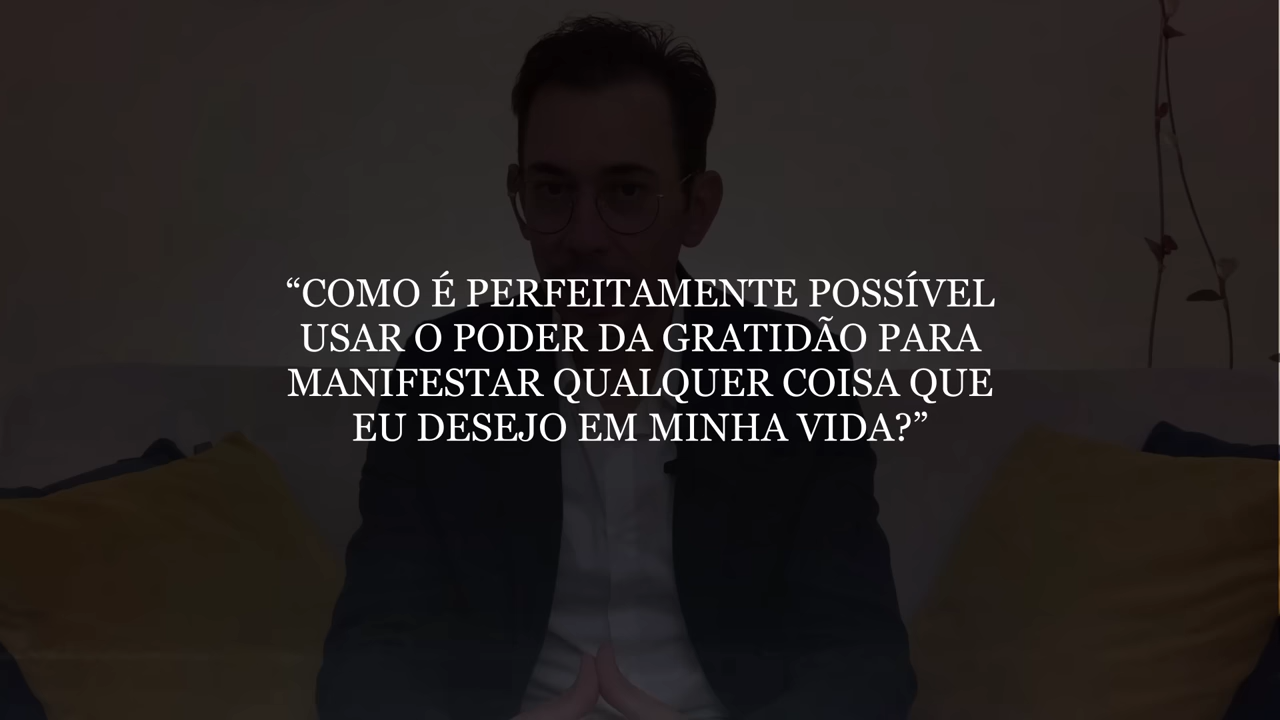 “COMO É PERFEITAMENTE POSSÍVEL
USAR O PODER DA GRATIDÃO PARA
MANIFESTAR QUALQUER COISA QUE
EU DESEJO EM MINHA VIDA?”